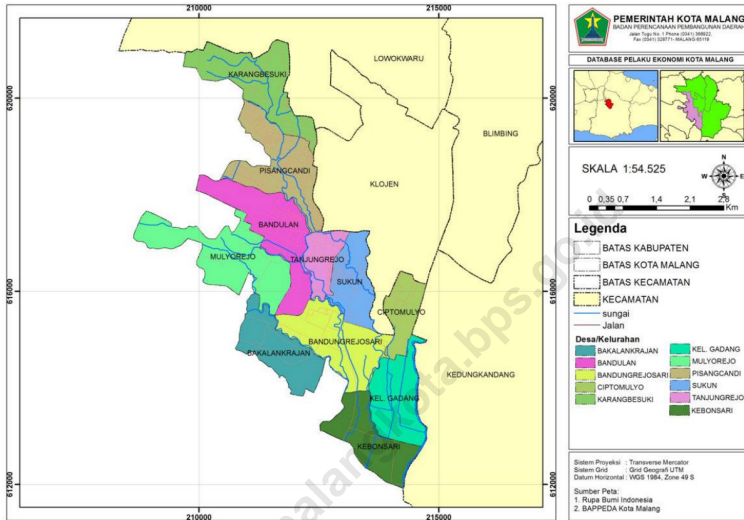 210000
215000
620000
620000
616000
616000
612000
612000
210000
215000
LOWOKWARU
KARANGBESUKI
BLIMBING
PISANGCANDI
KLOJEN
BANDULAN
MULYOREJO
TANJUNGREJO
SUKUN
CIPTOMULYO
BANDUNGREJOSARI
BAKALANKRAJAN
KEDUNGKANDANG
KEL. GADANG
KEBONSARI
malangkota.bps.go.id
PEMERINTAH KOTA MALANG
BADAN PERENCANAAN PEMBANGUNAN DAERAH
DATABASE PELAKU EKONOMI KOTA MALANG
SKALA 1:54.525
N
W
E
S
0 0,35 0,7 1,4 2,1 2,8
Km
Legenda
BATAS KABUPATEN
BATAS KOTA MALANG
BATAS KECAMATAN
KECAMATAN
sungai
Jalan
Desa/Kelurahan
BAKALANKRAJAN
BANDULAN
BANDUNGREJOSARI
CIPTOMULYO
KARANGBESUKI
KEL. GADANG
MULYOREJO
PISANGCANDI
SUKUN
TANJUNGREJO
KEBONSARI
Sistem Proyeksi : Transverse Mercator
Sistem Grid : Grid Geografi UTM
Datum Horizontal : WGS 1984, Zone 49 S
Sumber Peta:
1. Rupa Bumi Indonesia
2. BAPPEDA Kota Malang